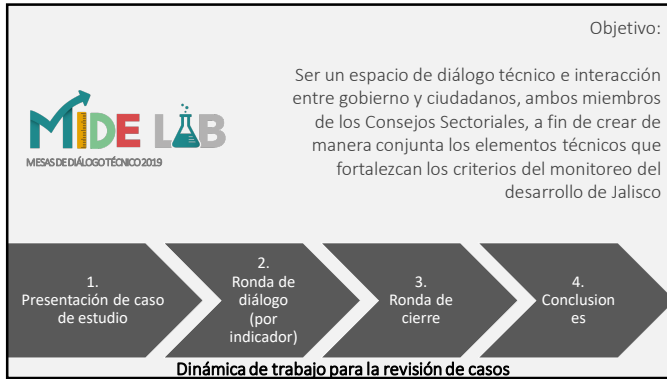 Objetivo:
Ser un espacio de diálogo técnico e interacción
entre gobierno y ciudadanos, ambos miembros
de los Consejos Sectoriales, a fin de crear de
manera conjunta los elementos técnicos que
fortalezcan los criterios del monitoreo del
desarrollo de Jalisco
MIDE LAB
MESAS DE DIÁLOGO TÉCNICO 2019
1.
Presentación de caso
de estudio
2.
Ronda de
diálogo
(por
indicador)
3.
Ronda de
cierre
4.
Conclusion
es
Dinámica de trabajo para la revisión de casos